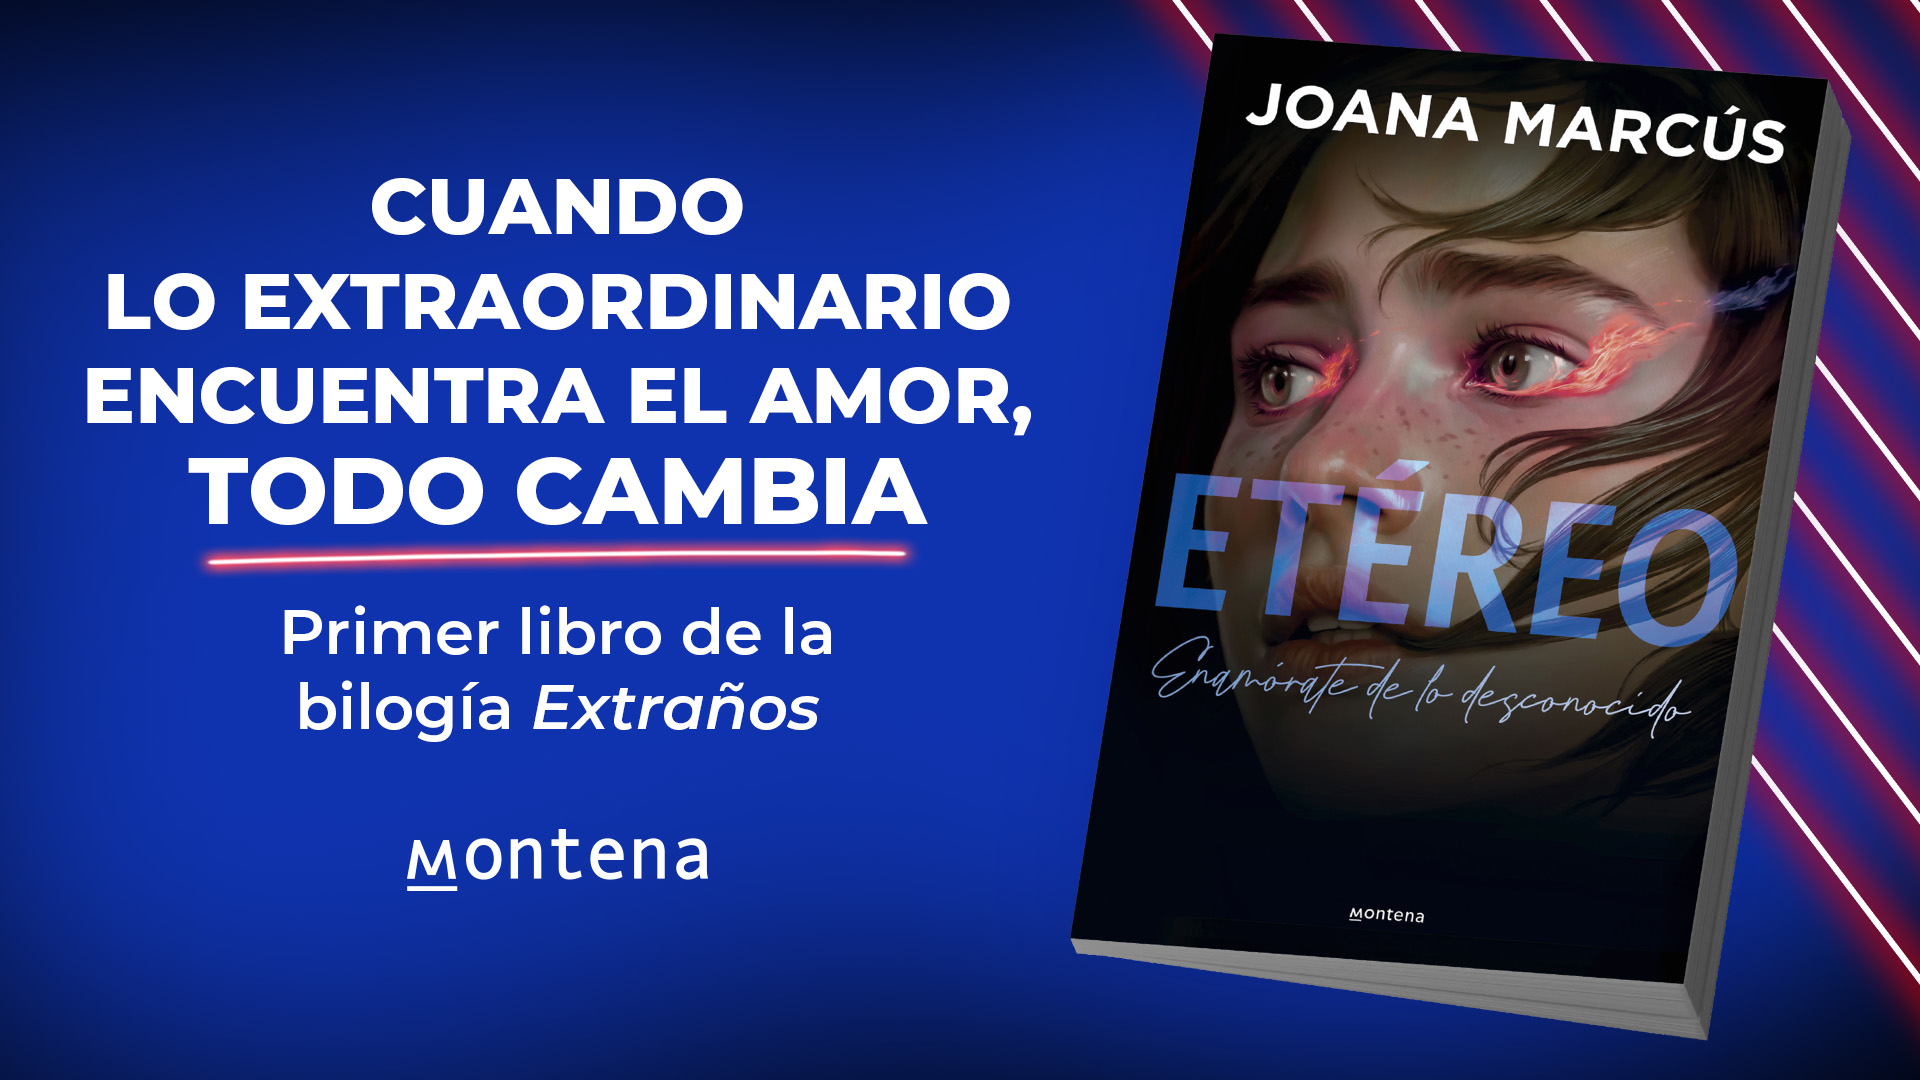 CUANDO
LO EXTRAORDINARIO
ENCUENTRA EL AMOR,
TODO CAMBIA
Primer libro de la
bilogía Extraños
Montena
JOANA MARCÚS
ETÉREO
Enamórate de lo desconocido
Montena